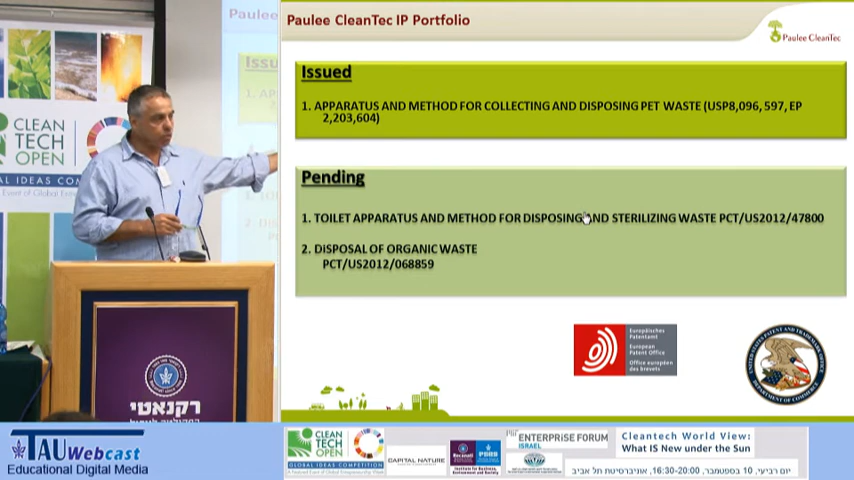 Paulee CleanTec IP Portfolio
Paulee CleanTec
Issued
1. APPARATUS AND METHOD FOR COLLECTING AND DISPOSING PET WASTE (USP8,096, 597, EP
2,203,604)
Pending
1. TOILET APPARATUS AND METHOD FOR DISPOSING AND STERILIZING WASTE PCT/US2012/47800
2. DISPOSAL OF ORGANIC WASTE
PCT/US2012/068859
Europäisches
Patentamt
European
Patent Office
Office européen
des brevets
DEPARTMENT OF COMMERCE
Paulee
Issu
CLEAN
TECH
OPEN
רקנאטי
TAU Webcast
Educational Digital Media
CLEAN
TECH
OPEN
GLOBAL IDEAS COMPETITION
CAPITAL NATURE
ENTERPRISE FORUM
ISRAEL
Cleantech World View:
What IS New under the Sun
יום רביעי, 10 בספטמבר, 16:30-20:00, אוניברסיטת תל אביב